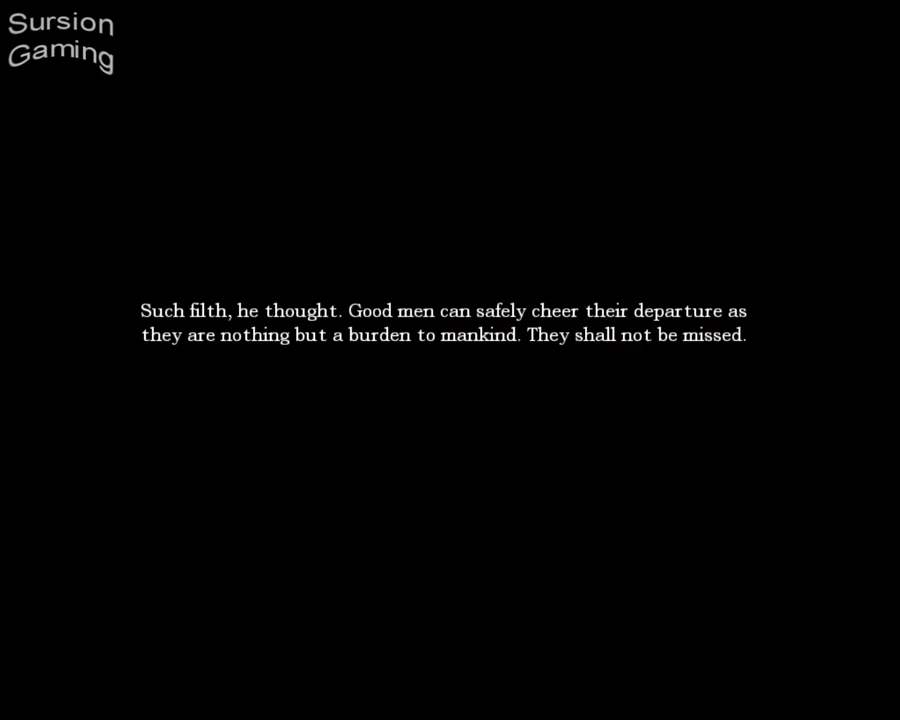 Sursion
Gaming
Such filth, he thought. Good men can safely cheer their departure as
they are nothing but a burden to mankind. They shall not be missed.